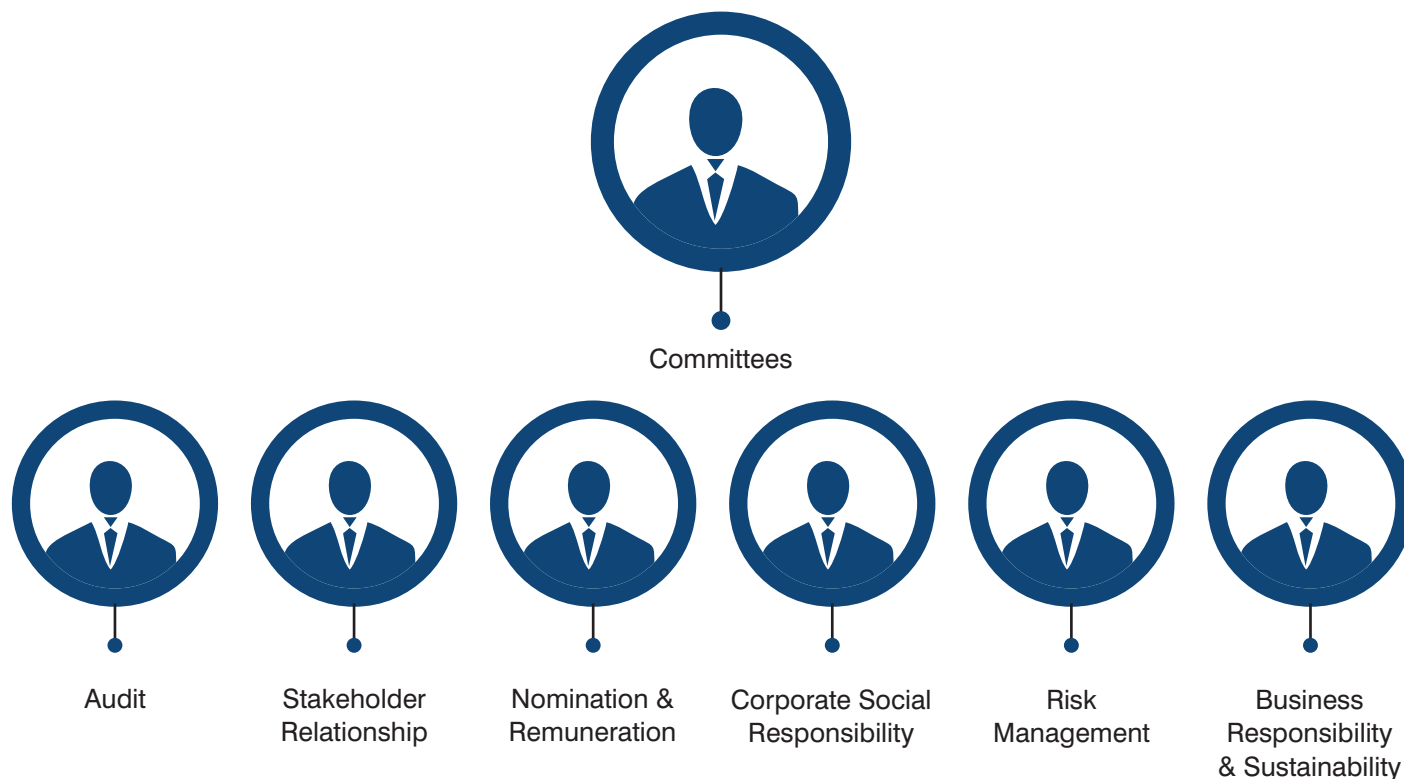 Committees
Audit
Stakeholder
Relationship
Nomination &
Remuneration
Corporate Social
Responsibility
Risk
Management
Business
Responsibility
& Sustainability